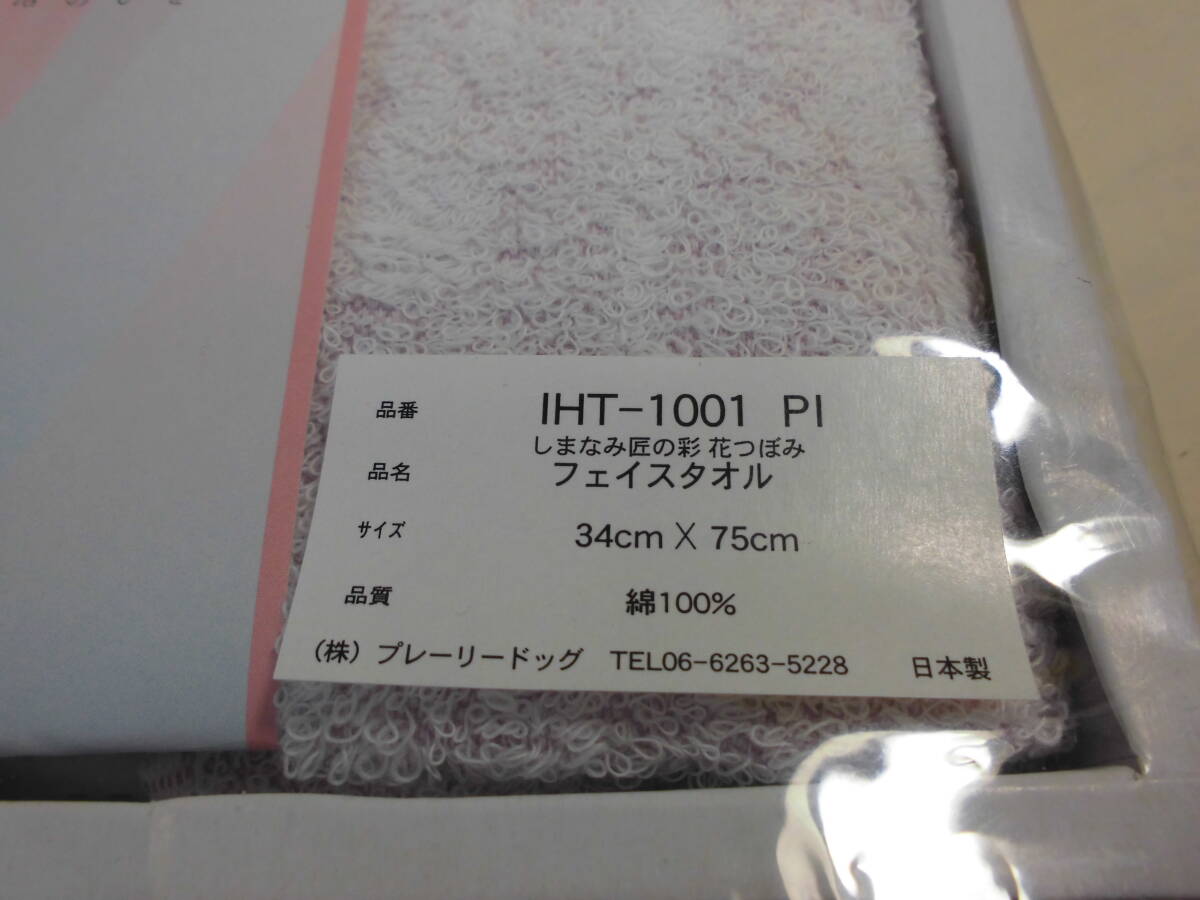 品番 IHT-1001 PI
しまなみ匠の彩 花つぼみ
品名 フェイスタオル
サイズ 34cm X 75cm
品質 綿100%
(株)プレーリードッグ TEL06-6263-5228 日本製